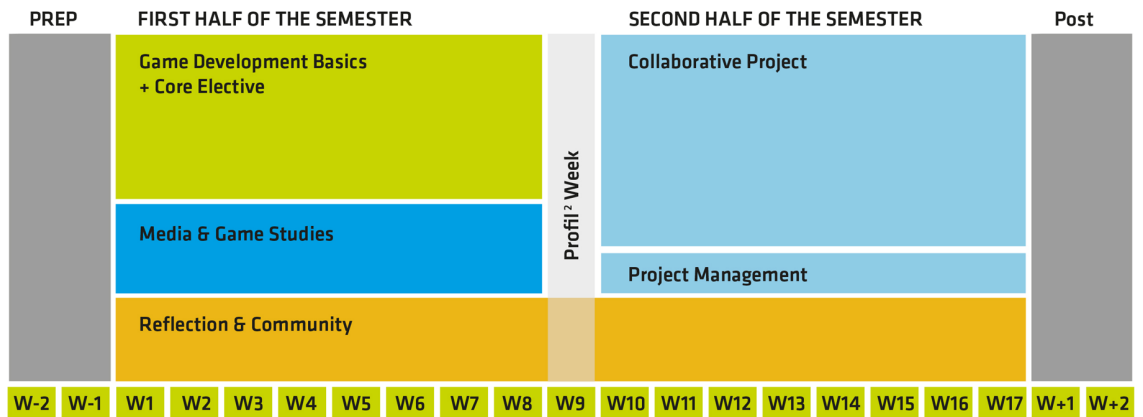 PREP
FIRST HALF OF THE SEMESTER
SECOND HALF OF THE SEMESTER
Post
Game Development Basics
+ Core Elective
Collaborative Project
Profil² Week
Media & Game Studies
Project Management
Reflection & Community
W-2 W-1 W1 W2 W3 W4 W5 W6 W7 W8 W9 W10 W11 W12 W13 W14 W15 W16 W17 W+1 W+2